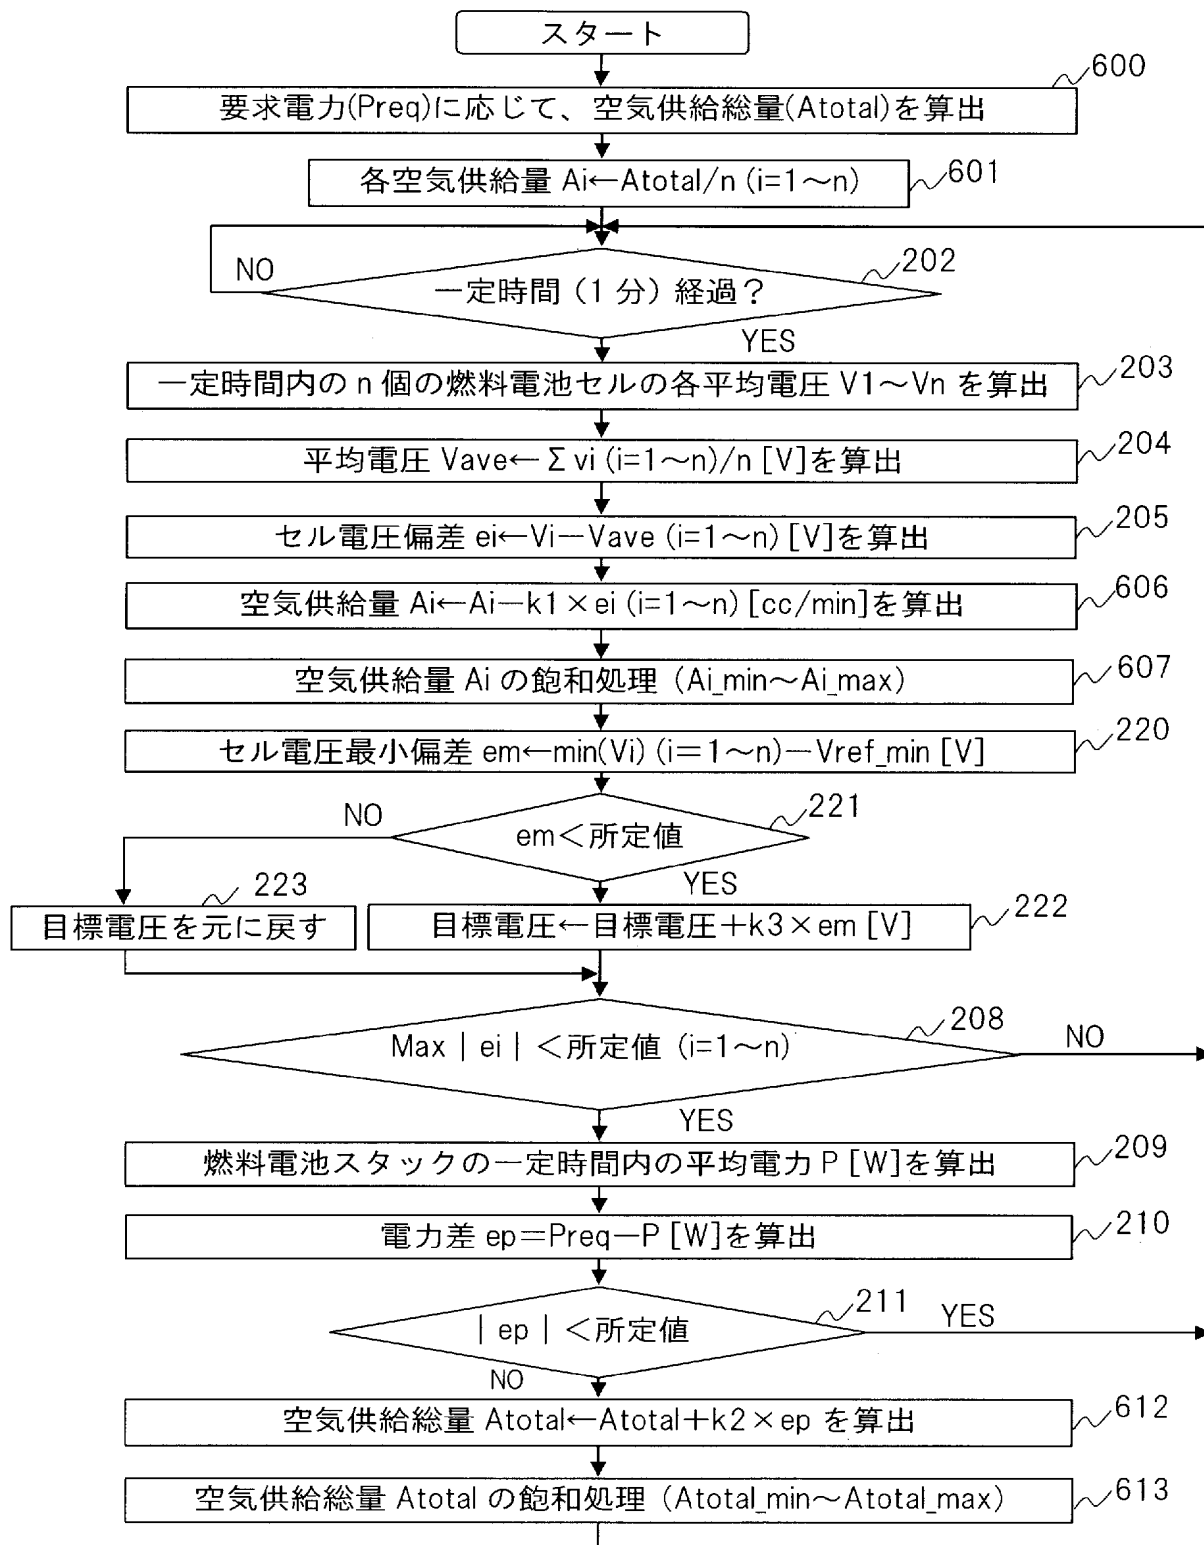 スタート
600
要求電力(Preq)に応じて、空気供給総量(Atotal)を算出
各空気供給量 Ai←Atotal/n (i=1～n)
601
NO
202
一定時間 (1 分) 経過？
YES
一定時間内の n 個の燃料電池セルの各平均電圧 V1～Vn を算出
203
平均電圧 Vave←Σvi (i=1～n)/n [V]を算出
204
セル電圧偏差 ei←Vi－Vave (i=1～n) [V]を算出
205
空気供給量 Ai←Ai－k1×ei (i=1～n) [cc/min]を算出
606
空気供給量 Ai の飽和処理 (Ai_min～Ai_max)
607
セル電圧最小偏差 em←min(Vi) (i＝1～n)－Vref_min [V]
220
NO
221
em＜所定値
YES
223
目標電圧を元に戻す
目標電圧←目標電圧＋k3×em [V]
222
208
Max｜ei｜＜所定値 (i=1～n)
NO
YES
燃料電池スタックの一定時間内の平均電力 P [W]を算出
209
電力差 ep＝Preq－P [W]を算出
210
211
｜ep｜＜所定値
YES
NO
空気供給総量 Atotal←Atotal＋k2×ep を算出
612
空気供給総量 Atotal の飽和処理 (Atotal_min～Atotal_max)
613